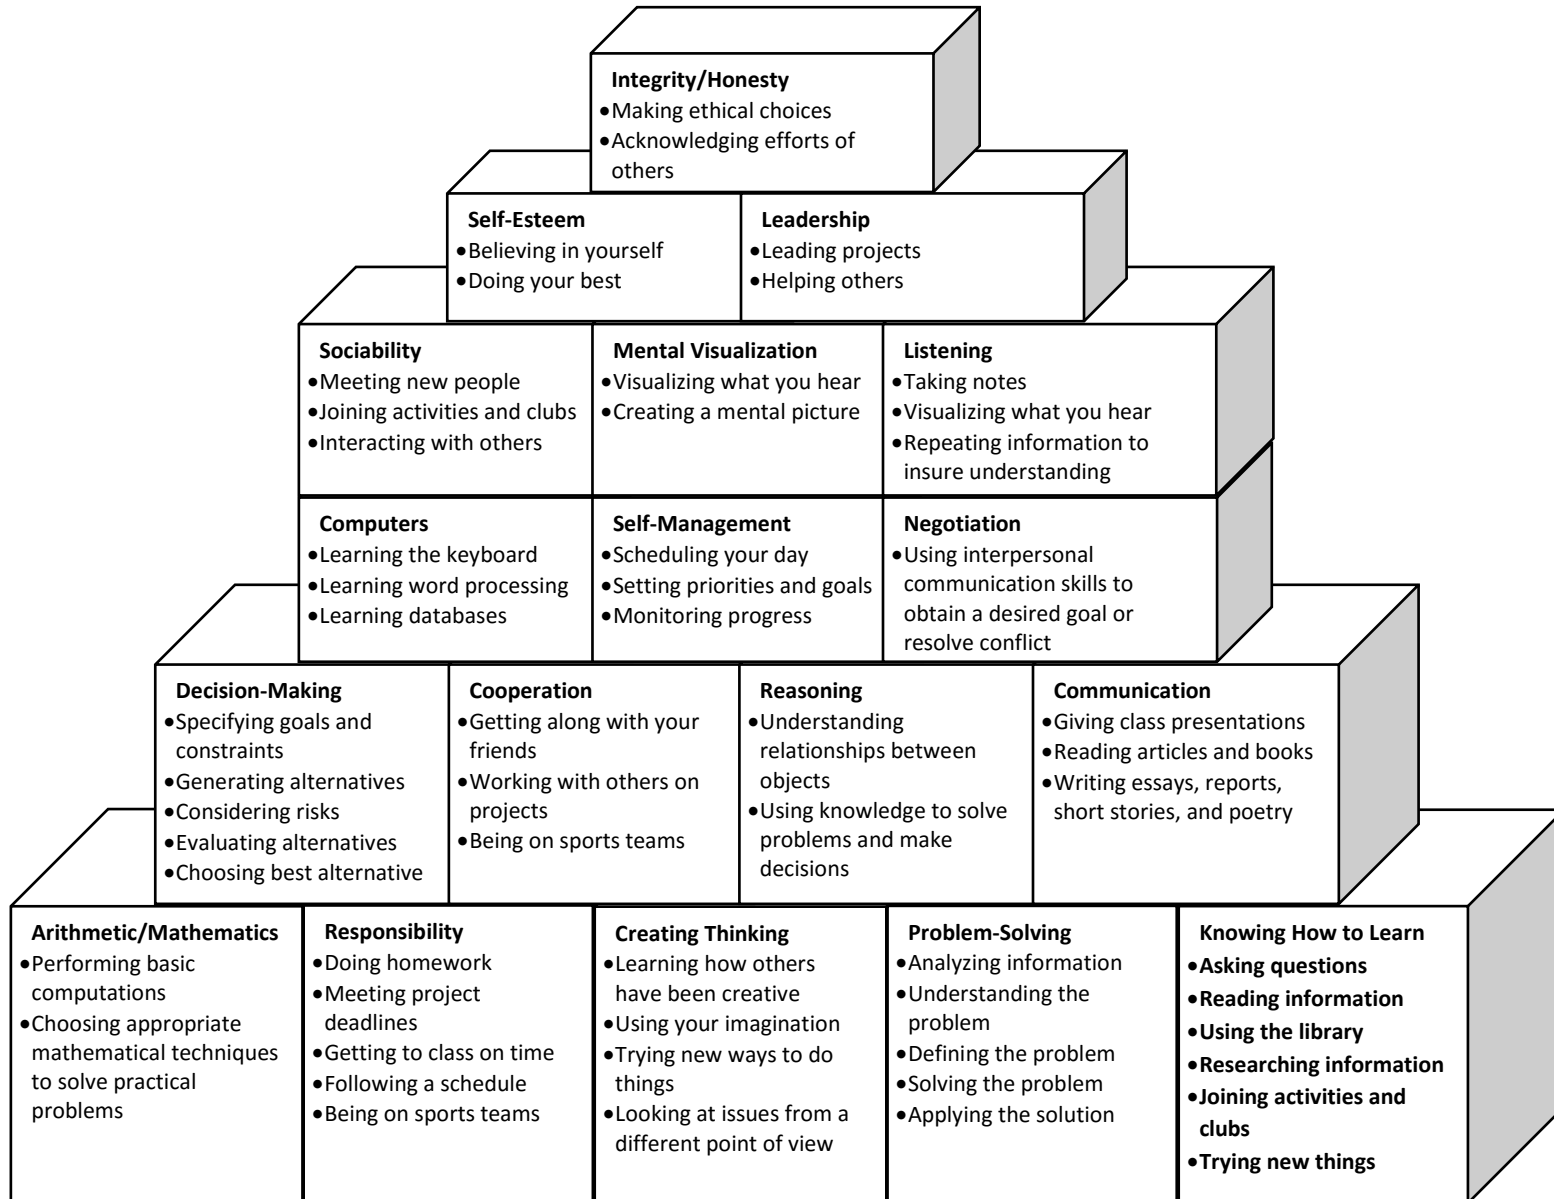 Integrity/Honesty
•Making ethical choices
•Acknowledging efforts of
others
Self-Esteem
•Believing in yourself
•Doing your best
Leadership
•Leading projects
•Helping others
Sociability
•Meeting new people
•Joining activities and clubs
•Interacting with others
Mental Visualization
•Visualizing what you hear
•Creating a mental picture
Listening
•Taking notes
•Visualizing what you hear
•Repeating information to
insure understanding
Computers
•Learning the keyboard
•Learning word processing
•Learning databases
Self-Management
•Scheduling your day
•Setting priorities and goals
•Monitoring progress
Negotiation
•Using interpersonal
communication skills to
obtain a desired goal or
resolve conflict
Decision-Making
•Specifying goals and
constraints
•Generating alternatives
•Considering risks
•Evaluating alternatives
•Choosing best alternative
Cooperation
•Getting along with your
friends
•Working with others on
projects
•Being on sports teams
Reasoning
•Understanding
relationships between
objects
•Using knowledge to solve
problems and make
decisions
Communication
•Giving class presentations
•Reading articles and books
•Writing essays, reports,
short stories, and poetry
Arithmetic/Mathematics
•Performing basic
computations
•Choosing appropriate
mathematical techniques
to solve practical
problems
Responsibility
•Doing homework
•Meeting project
deadlines
•Getting to class on time
•Following a schedule
•Being on sports teams
Creating Thinking
•Learning how others
have been creative
•Using your imagination
•Trying new ways to do
things
•Looking at issues from a
different point of view
Problem-Solving
•Analyzing information
•Understanding the
problem
•Defining the problem
•Solving the problem
•Applying the solution
Knowing How to Learn
•Asking questions
•Reading information
•Using the library
•Researching information
•Joining activities and
clubs
•Trying new things